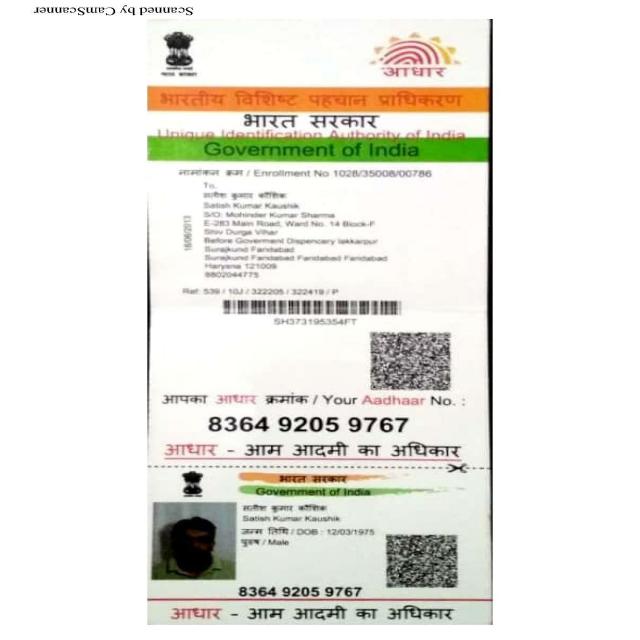 Scanned by CamScanner
आधार
भारतीय विशिष्ट पहचान प्राधिकरण
भारत सरकार
Unique Identification Authority of India
Government of India
नामांकन क्रम / Enrollment No 1028/35008/00786
To,
सतीश कुमार कौशिक
Satish Kumar Kaushik
S/O: Mohinder Kumar Sharma
E-283 Main Road, Ward No. 14 Block-F
Shiv Durga Vihar
Before Goverment Dispencary lakkarpur
Surajkund Faridabad
Surajkund Faridabad Faridabad Faridabad
Haryana 121009
8802044775
16/06/2013
Ref: 539 / 10J / 322205 / 322419 / P
SH373195354FT
आपका आधार क्रमांक / Your Aadhaar No. :
8364 9205 9767
आधार - आम आदमी का अधिकार
भारत सरकार
Government of India
सतीश कुमार कौशिक
Satish Kumar Kaushik
जन्म तिथि / DOB : 12/03/1975
पुरुष / Male
8364 9205 9767
आधार - आम आदमी का अधिकार